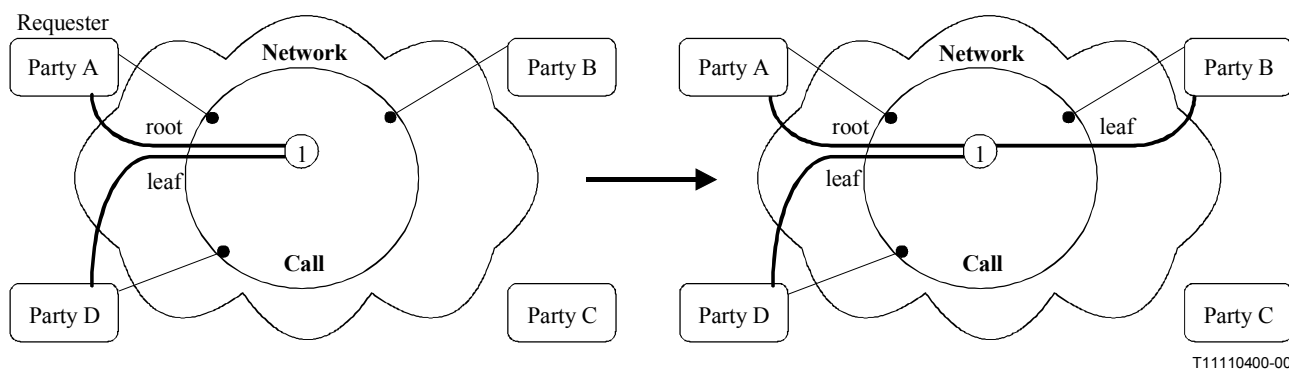 Requester
Party A
Network
Party B
root
1
leaf
Call
Party D
Party C
Party A
Network
Party B
root
leaf
1
leaf
Call
Party D
Party C
T11110400-00